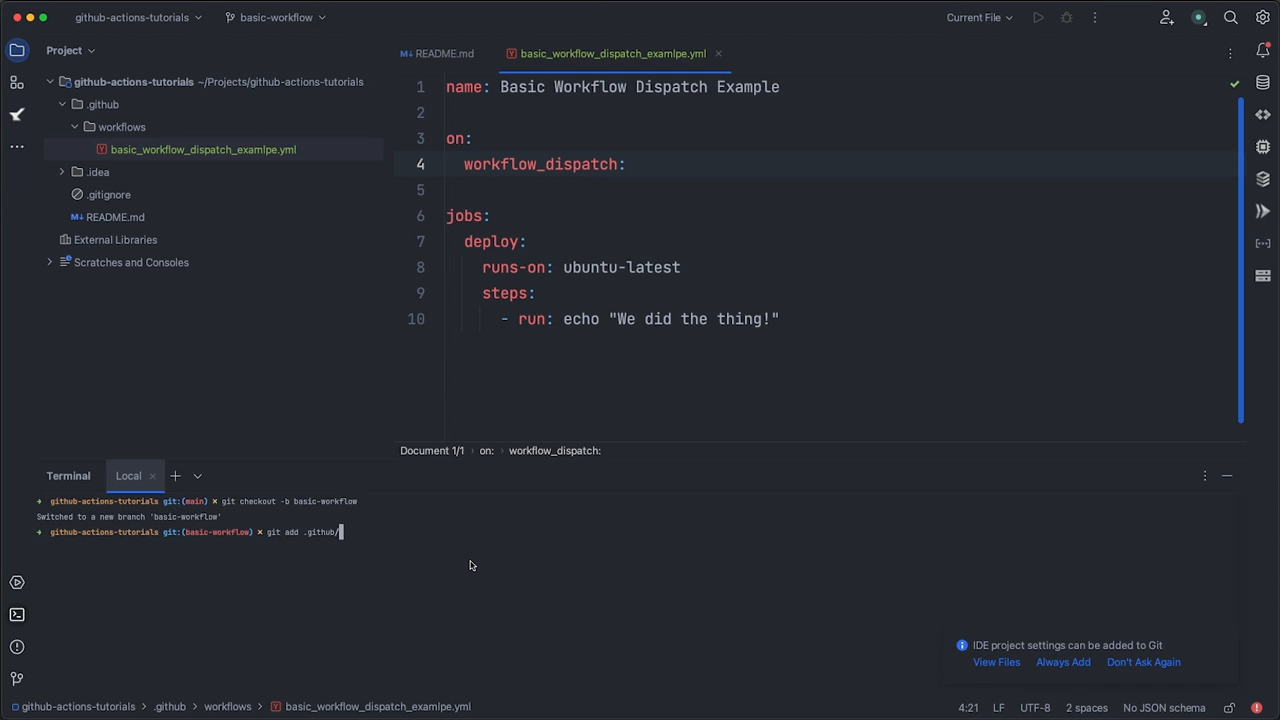 github-actions-tutorials
basic-workflow
Current File
Project
README.md
basic_workflow_dispatch_examlpe.yml
github-actions-tutorials ~/Projects/github-actions-tutorials
.github
workflows
basic_workflow_dispatch_examlpe.yml
.idea
.gitignore
README.md
External Libraries
Scratches and Consoles
1 name: Basic Workflow Dispatch Example
2
3 on:
4 workflow_dispatch:
5
6 jobs:
7 deploy:
8 runs-on: ubuntu-latest
9 steps:
10 - run: echo "We did the thing!"
Document 1/1 › on: › workflow_dispatch:
Terminal
Local
→ github-actions-tutorials git:(main) × git checkout -b basic-workflow
Switched to a new branch 'basic-workflow'
→ github-actions-tutorials git:(basic-workflow) × git add .github/
IDE project settings can be added to Git
View Files Always Add Don't Ask Again
github-actions-tutorials › .github › workflows › basic_workflow_dispatch_examlpe.yml
4:21 LF UTF-8 2 spaces No JSON schema